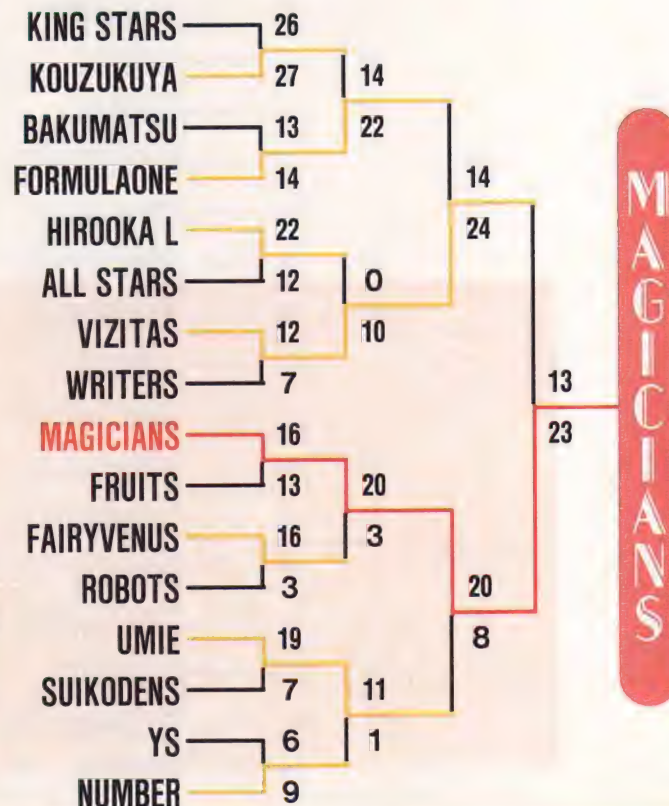 KING STARS 26
KOUZUKUYA 27
14
BAKUMATSU 13
22
FORMULAONE 14
14
HIROOKA L 22
24
ALL STARS 12
0
VIZITAS 12
10
WRITERS 7
13
MAGICIANS 16
23
FRUITS 13
20
FAIRYVENUS 16
3
ROBOTS 3
20
UMIE 19
8
SUIKODENS 7
11
YS 6
1
NUMBER 9
MAGICIANS